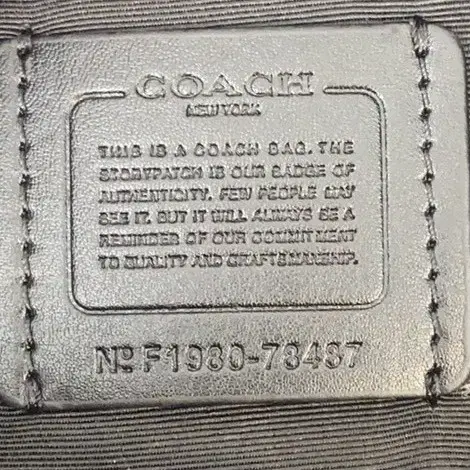 COACH
NEW YORK
THIS IS A COACH BAG. THE
STORYPATCH IS OUR BADGE OF
AUTHENTICITY. FEW PEOPLE MAY
SEE IT. BUT IT WILL ALWAYS BE A
REMINDER OF OUR COMMITMENT
TO QUALITY AND CRAFTSMANSHIP.
Nº F1980-78487